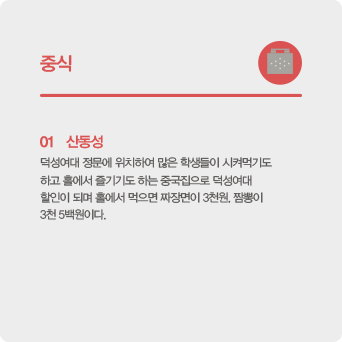 중식
01 산동성
덕성여대 정문에 위치하여 많은 학생들이 시켜먹기도
하고 홀에서 즐기기도 하는 중국집으로 덕성여대
할인이 되며 홀에서 먹으면 짜장면이 3천원, 짬뽕이
3천 5백원이다.